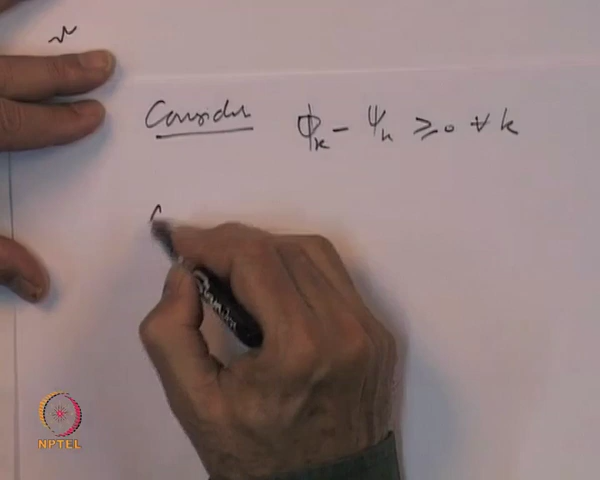 Consider φₖ − ψₖ ≥ 0 ∀ k
NPTEL